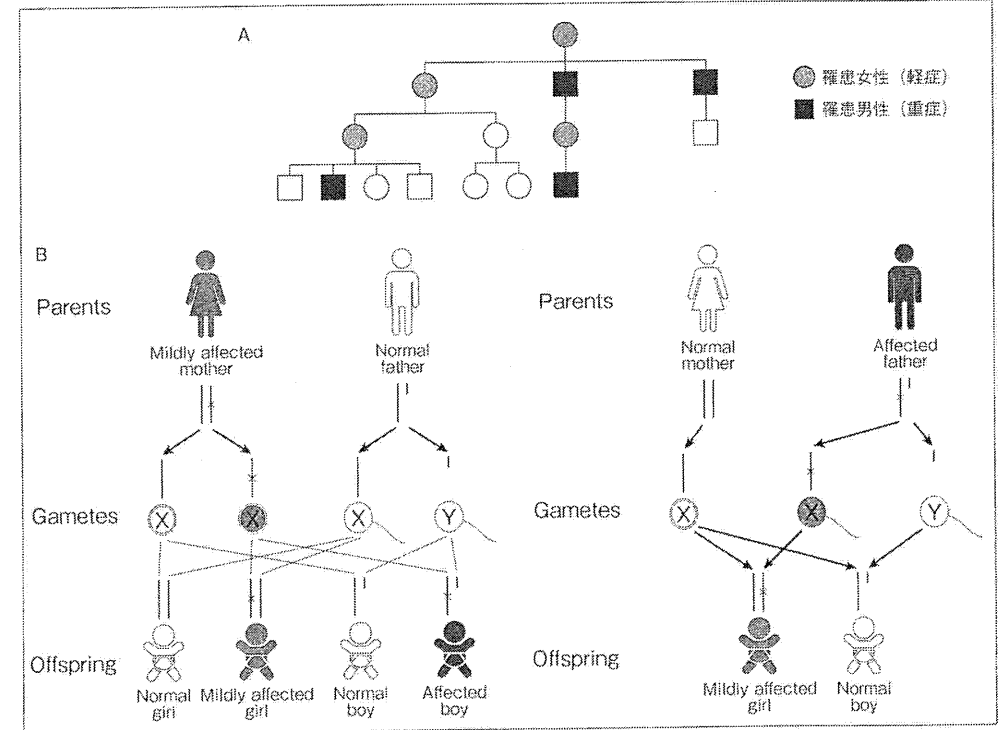 A
罹患女性（軽症）
罹患男性（重症）
B
Parents
Mildly affected
mother
Normal
father
Parents
Normal
mother
Affected
father
Gametes
X
X
X
Y
Gametes
X
X
Y
Offspring
Normal
girl
Mildly affected
girl
Normal
boy
Affected
boy
Offspring
Mildly affected
girl
Normal
boy